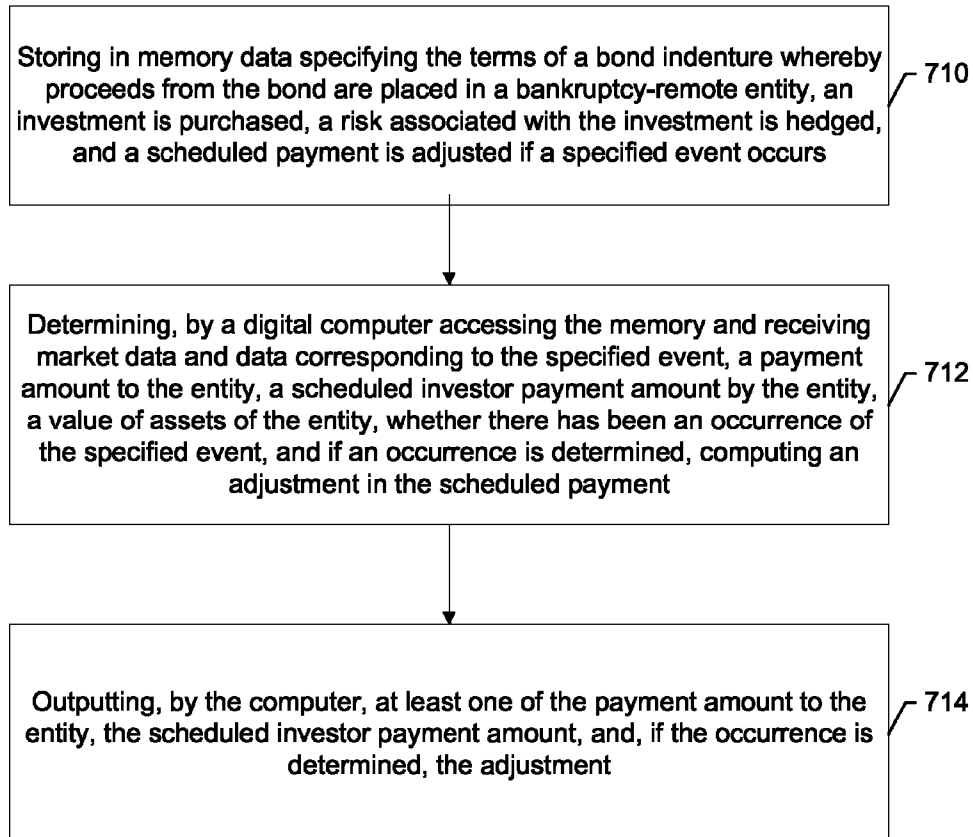 Storing in memory data specifying the terms of a bond indenture whereby
proceeds from the bond are placed in a bankruptcy-remote entity, an
investment is purchased, a risk associated with the investment is hedged,
and a scheduled payment is adjusted if a specified event occurs
710
Determining, by a digital computer accessing the memory and receiving
market data and data corresponding to the specified event, a payment
amount to the entity, a scheduled investor payment amount by the entity,
a value of assets of the entity, whether there has been an occurrence of
the specified event, and if an occurrence is determined, computing an
adjustment in the scheduled payment
712
Outputting, by the computer, at least one of the payment amount to the
entity, the scheduled investor payment amount, and, if the occurrence is
determined, the adjustment
714